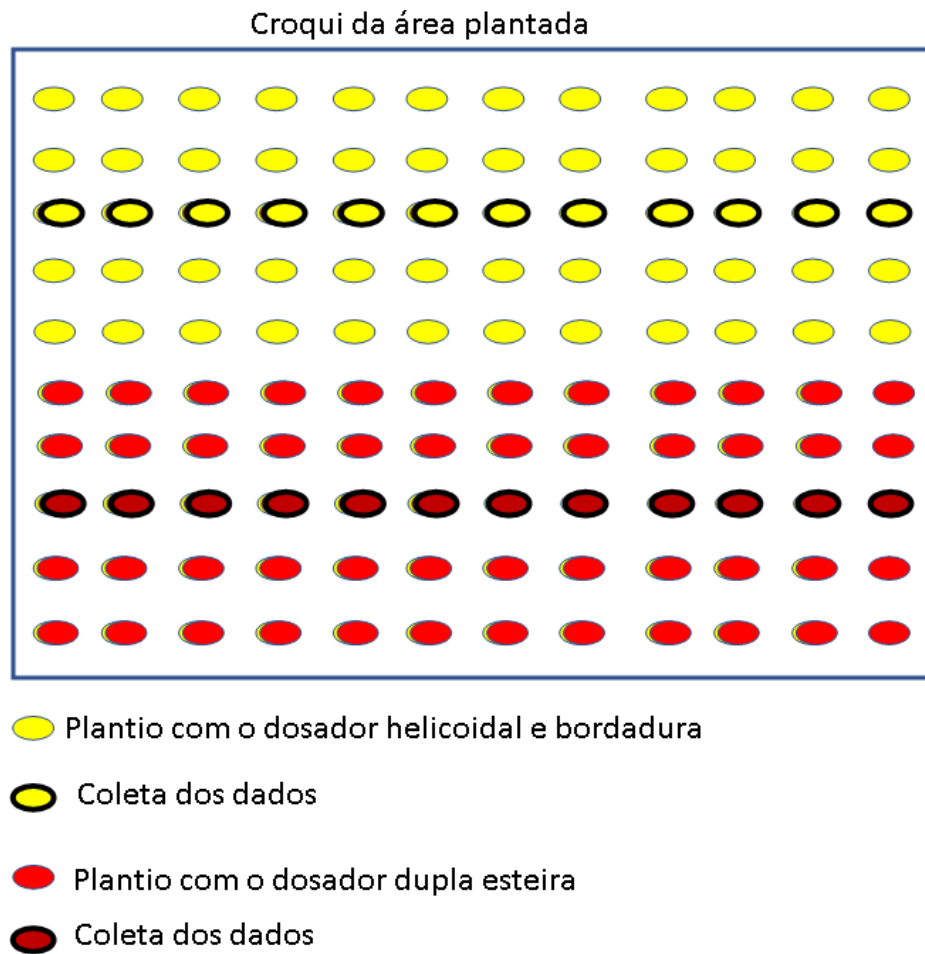 Croqui da área plantada
Plantio com o dosador helicoidal e bordadura
Coleta dos dados
Plantio com o dosador dupla esteira
Coleta dos dados